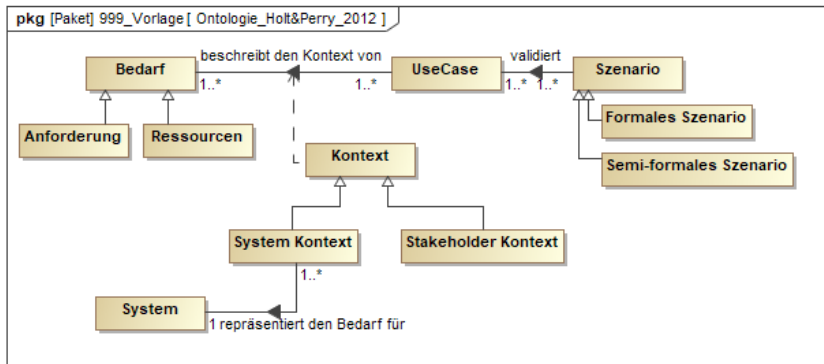 pkg [Paket] 999_Vorlage [ Ontologie_Holt&Perry_2012 ]
beschreibt den Kontext von
validiert
Bedarf
UseCase
Szenario
1..*
1..*
1..*
1..*
Formales Szenario
Anforderung
Ressourcen
Kontext
Semi-formales Szenario
System Kontext
Stakeholder Kontext
1..*
System
1 repräsentiert den Bedarf für